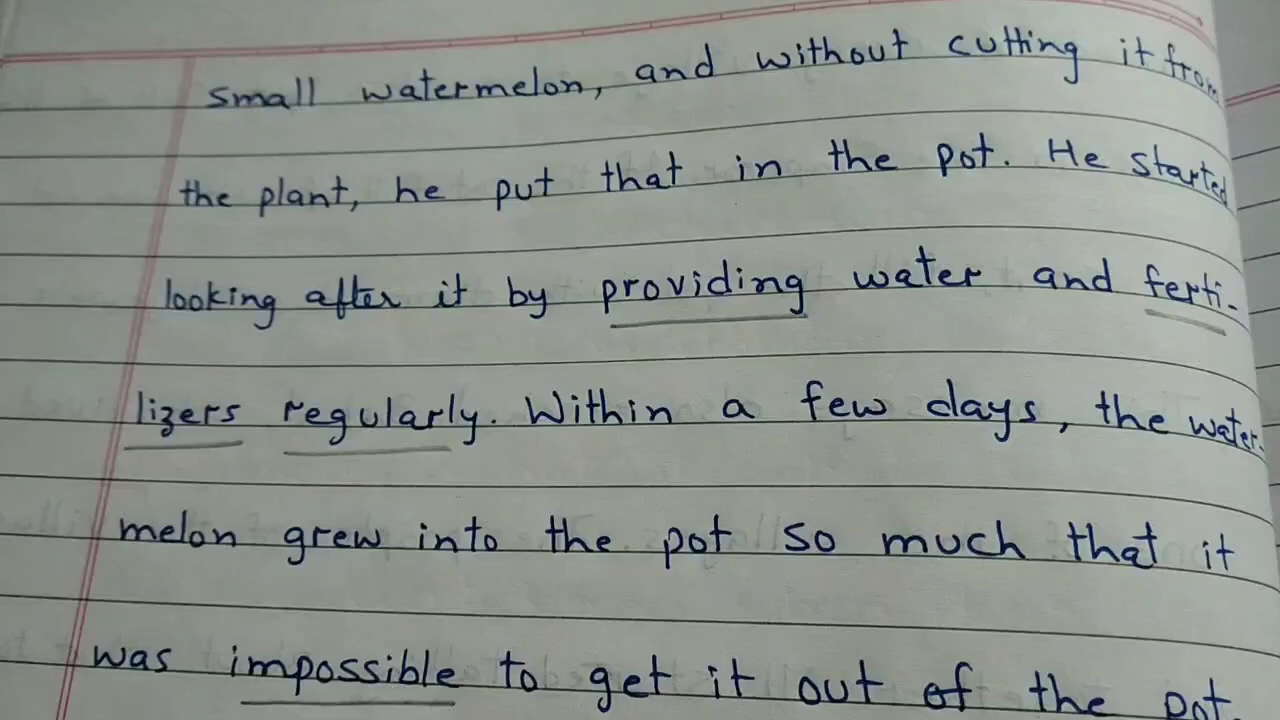 small watermelon, and without cutting it from
the plant, he put that in the pot. He started
looking after it by providing water and ferti-
lizers regularly. Within a few days, the water-
melon grew into the pot so much that it
was impossible to get it out of the pot.